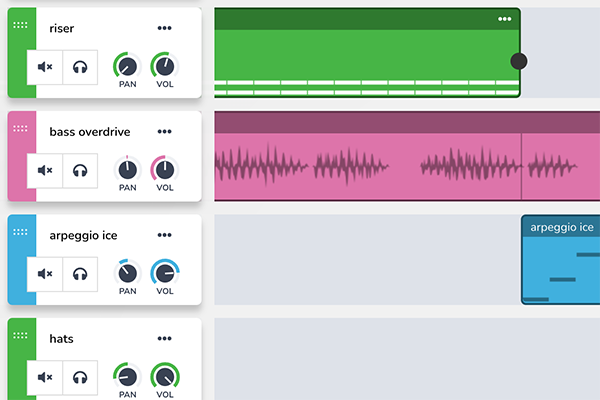 riser
PAN VOL
bass overdrive
PAN VOL
arpeggio ice
arpeggio ice
PAN VOL
hats
PAN VOL